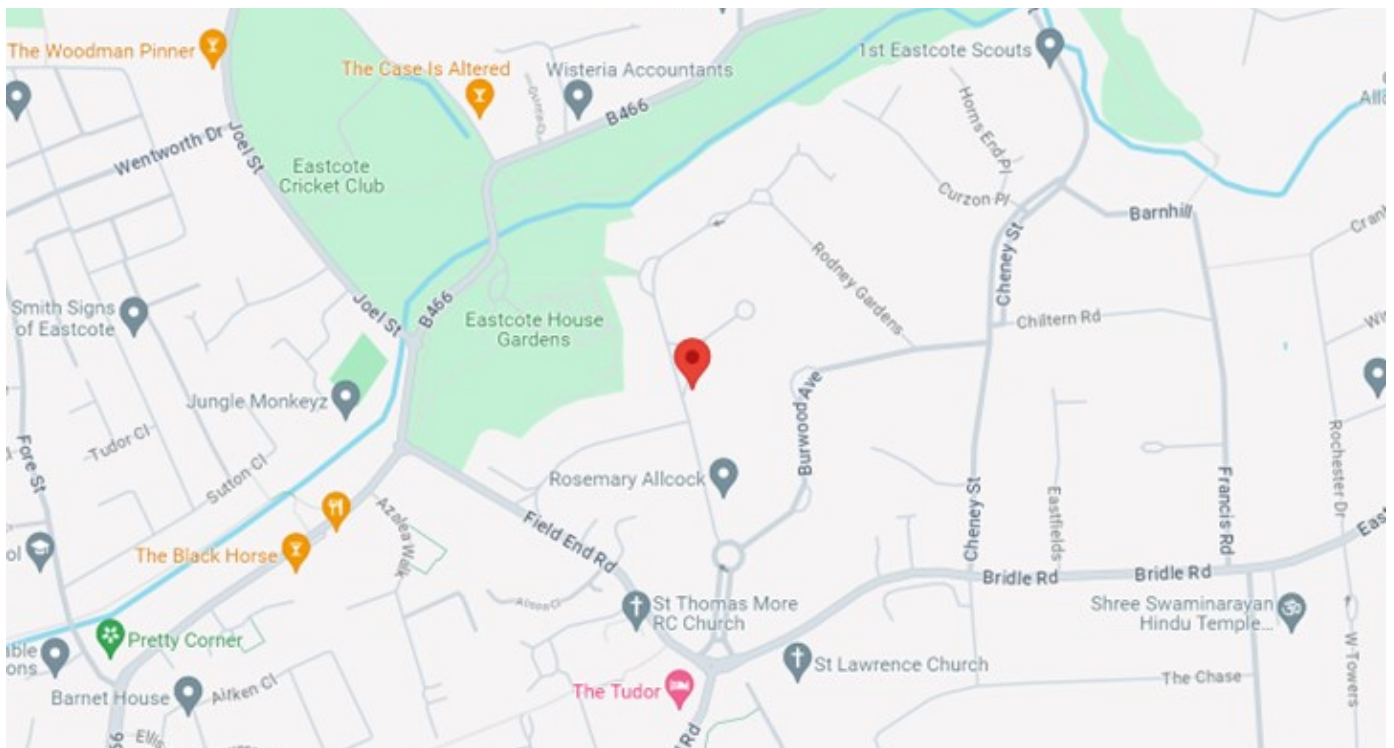 The Woodman Pinner
The Case Is Altered
Wisteria Accountants
1st Eastcote Scouts
B466
Horns End Pl
Wentworth Dr
Joel St
Eastcote
Cricket Club
Curzon Pl
Barnhill
Rodney Gardens
Cheney St
Smith Signs
of Eastcote
Joel St
B466
Eastcote House
Gardens
Chiltern Rd
Jungle Monkeyz
Burwood Ave
Tudor Cl
Fore St
Sutton Cl
Rosemary Allcock
Rochester Dr
Francis Rd
Eastfields
Cheney St
Azalea Walk
Field End Rd
The Black Horse
Bridle Rd
Bridle Rd
St Thomas More
RC Church
Shree Swaminarayan
Hindu Temple...
Pretty Corner
St Lawrence Church
W Towers
The Tudor
The Chase
Barnet House
Aitken Cl
Rd